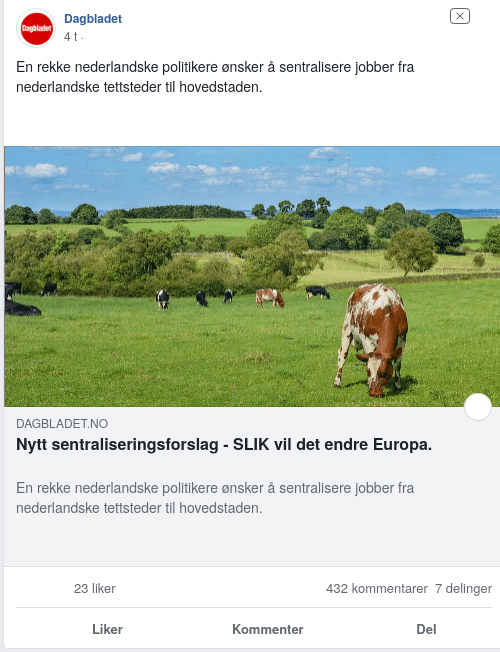 Dagbladet
Dagbladet
4 t ·
En rekke nederlandske politikere ønsker å sentralisere jobber fra
nederlandske tettsteder til hovedstaden.
DAGBLADET.NO
Nytt sentraliseringsforslag - SLIK vil det endre Europa.
En rekke nederlandske politikere ønsker å sentralisere jobber fra
nederlandske tettsteder til hovedstaden.
23 liker 432 kommentarer 7 delinger
Liker Kommenter Del